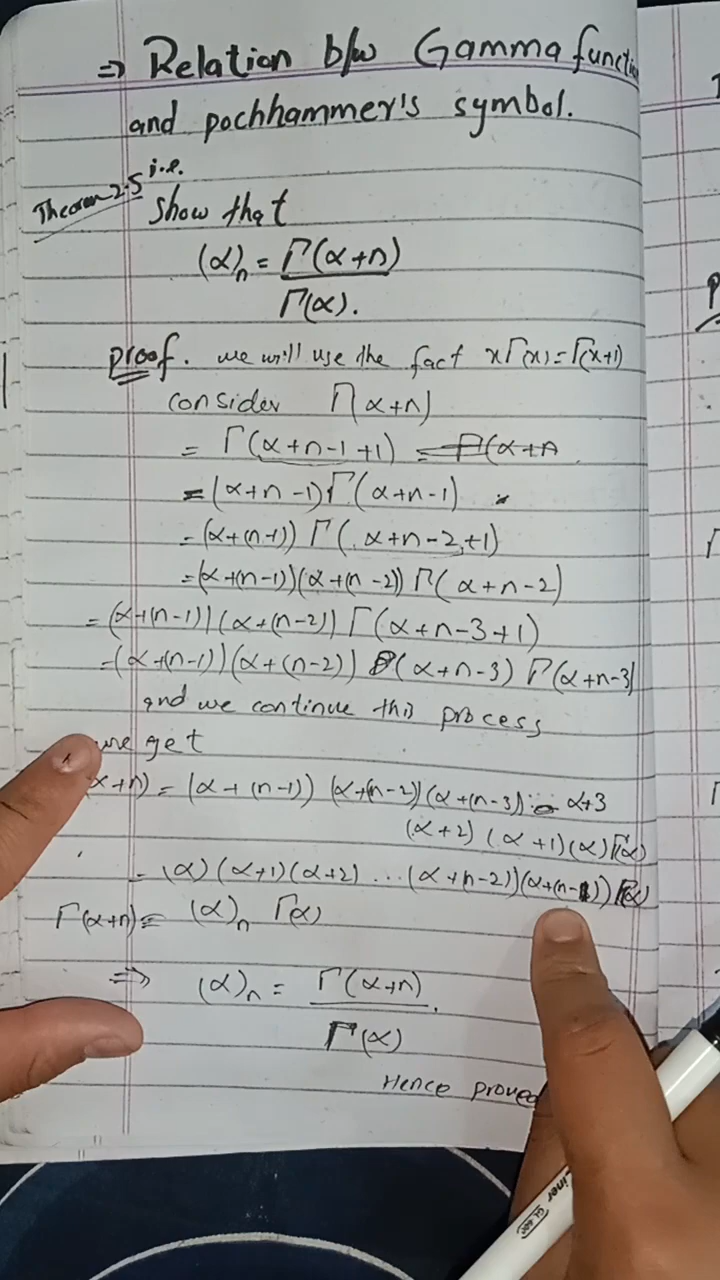 ⇒ Relation b/w Gamma functi
and pochhammer's symbol.
i.e.
Theorem 2.5
show that
(α)ₙ = Γ(α+n)
Γ(α).
Proof. we will use the fact xΓ(x)=Γ(x+1)
consider Γ(α+n)
= Γ(α+n-1+1) = Γ(α+n
= (α+n-1)Γ(α+n-1)
= (α+(n-1)) Γ(α+n-2+1)
= (α+(n-1))(α+(n-2)) Γ(α+n-2)
= (α+(n-1))(α+(n-2)) Γ(α+n-3+1)
= (α+(n-1))(α+(n-2)) (α+n-3) Γ(α+n-3)
and we continue this process
we get
α+n) = (α+(n-1)) (α+(n-2))(α+(n-3)... α+3
(α+2) (α+1)(α)Γ(α)
= (α)(α+1)(α+2) ... (α+n-2))(α+(n-1)) Γ(α)
Γ(α+n) = (α)ₙ Γ(α)
⇒ (α)ₙ = Γ(α+n)
Γ(α)
.
Hence proved
Liner